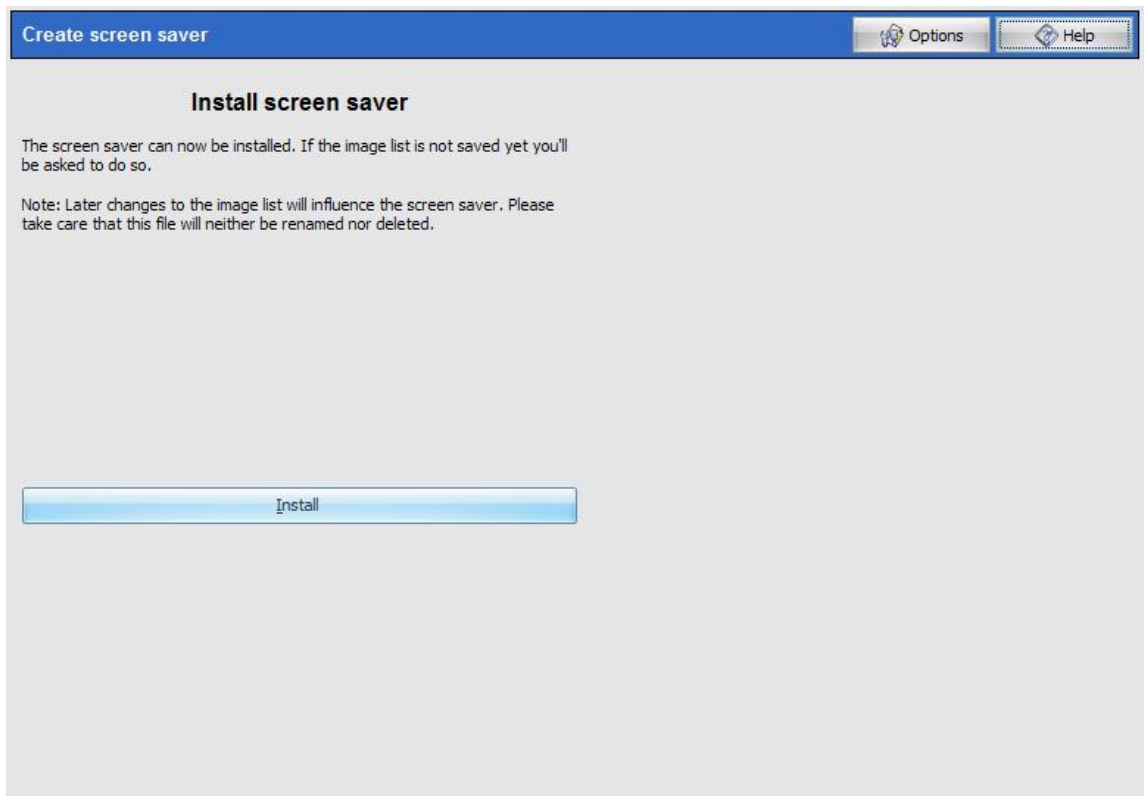 Create screen saver
Options
Help
Install screen saver
The screen saver can now be installed. If the image list is not saved yet you'll
be asked to do so.
Note: Later changes to the image list will influence the screen saver. Please
take care that this file will neither be renamed nor deleted.
Install